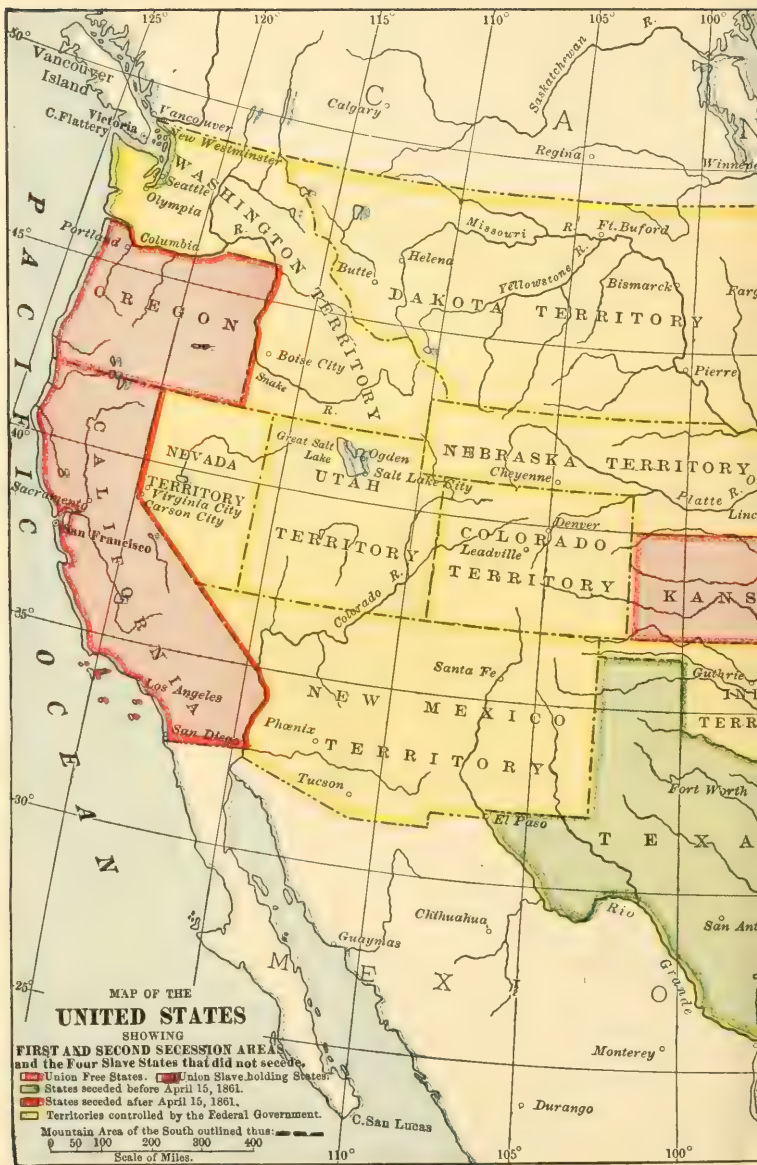 125°
120°
115°
110°
105°
100°
50°
Vancouver
Island
C. Flattery
Victoria
Vancouver
New Westminster
Calgary
C
A
Saskatchewan
R.
Regina
Winnepe
WASHINGTON TERRITORY
Seattle
Olympia
45°
Portland
Columbia
R.
Missouri R.
Ft. Buford
Helena
Butte
Yellowstone R.
Bismarck
Farg
DAKOTA TERRITORY
OREGON
Boise City
Snake
R.
Pierre
PACIFIC OCEAN
40°
NEVADA
TERRITORY
Virginia City
Carson City
Great Salt
Lake
Ogden
Salt Lake City
UTAH
TERRITORY
NEBRASKA TERRITORY
Cheyenne
Platte R.
O
Linc
Sacramento
San Francisco
CALIFORNIA
Denver
COLORADO
Leadville
TERRITORY
KANS
Colorado R.
35°
Los Angeles
San Diego
Santa Fe
Guthrie
IN
TERR
NEW MEXICO
TERRITORY
Phœnix
Tucson
30°
El Paso
Fort Worth
TEXA
Chihuahua
Rio
Grande
San Ant
Guaymas
MEXICO
25°
Monterey
Durango
C. San Lucas
MAP OF THE
UNITED STATES
SHOWING
FIRST AND SECOND SECESSION AREAS
and the Four Slave States that did not secede.
Union Free States. Union Slave-holding States.
States seceded before April 15, 1861.
States seceded after April 15, 1861.
Territories controlled by the Federal Government.
Mountain Area of the South outlined thus:
0 50 100 200 300 400
Scale of Miles.
110°
105°
100°